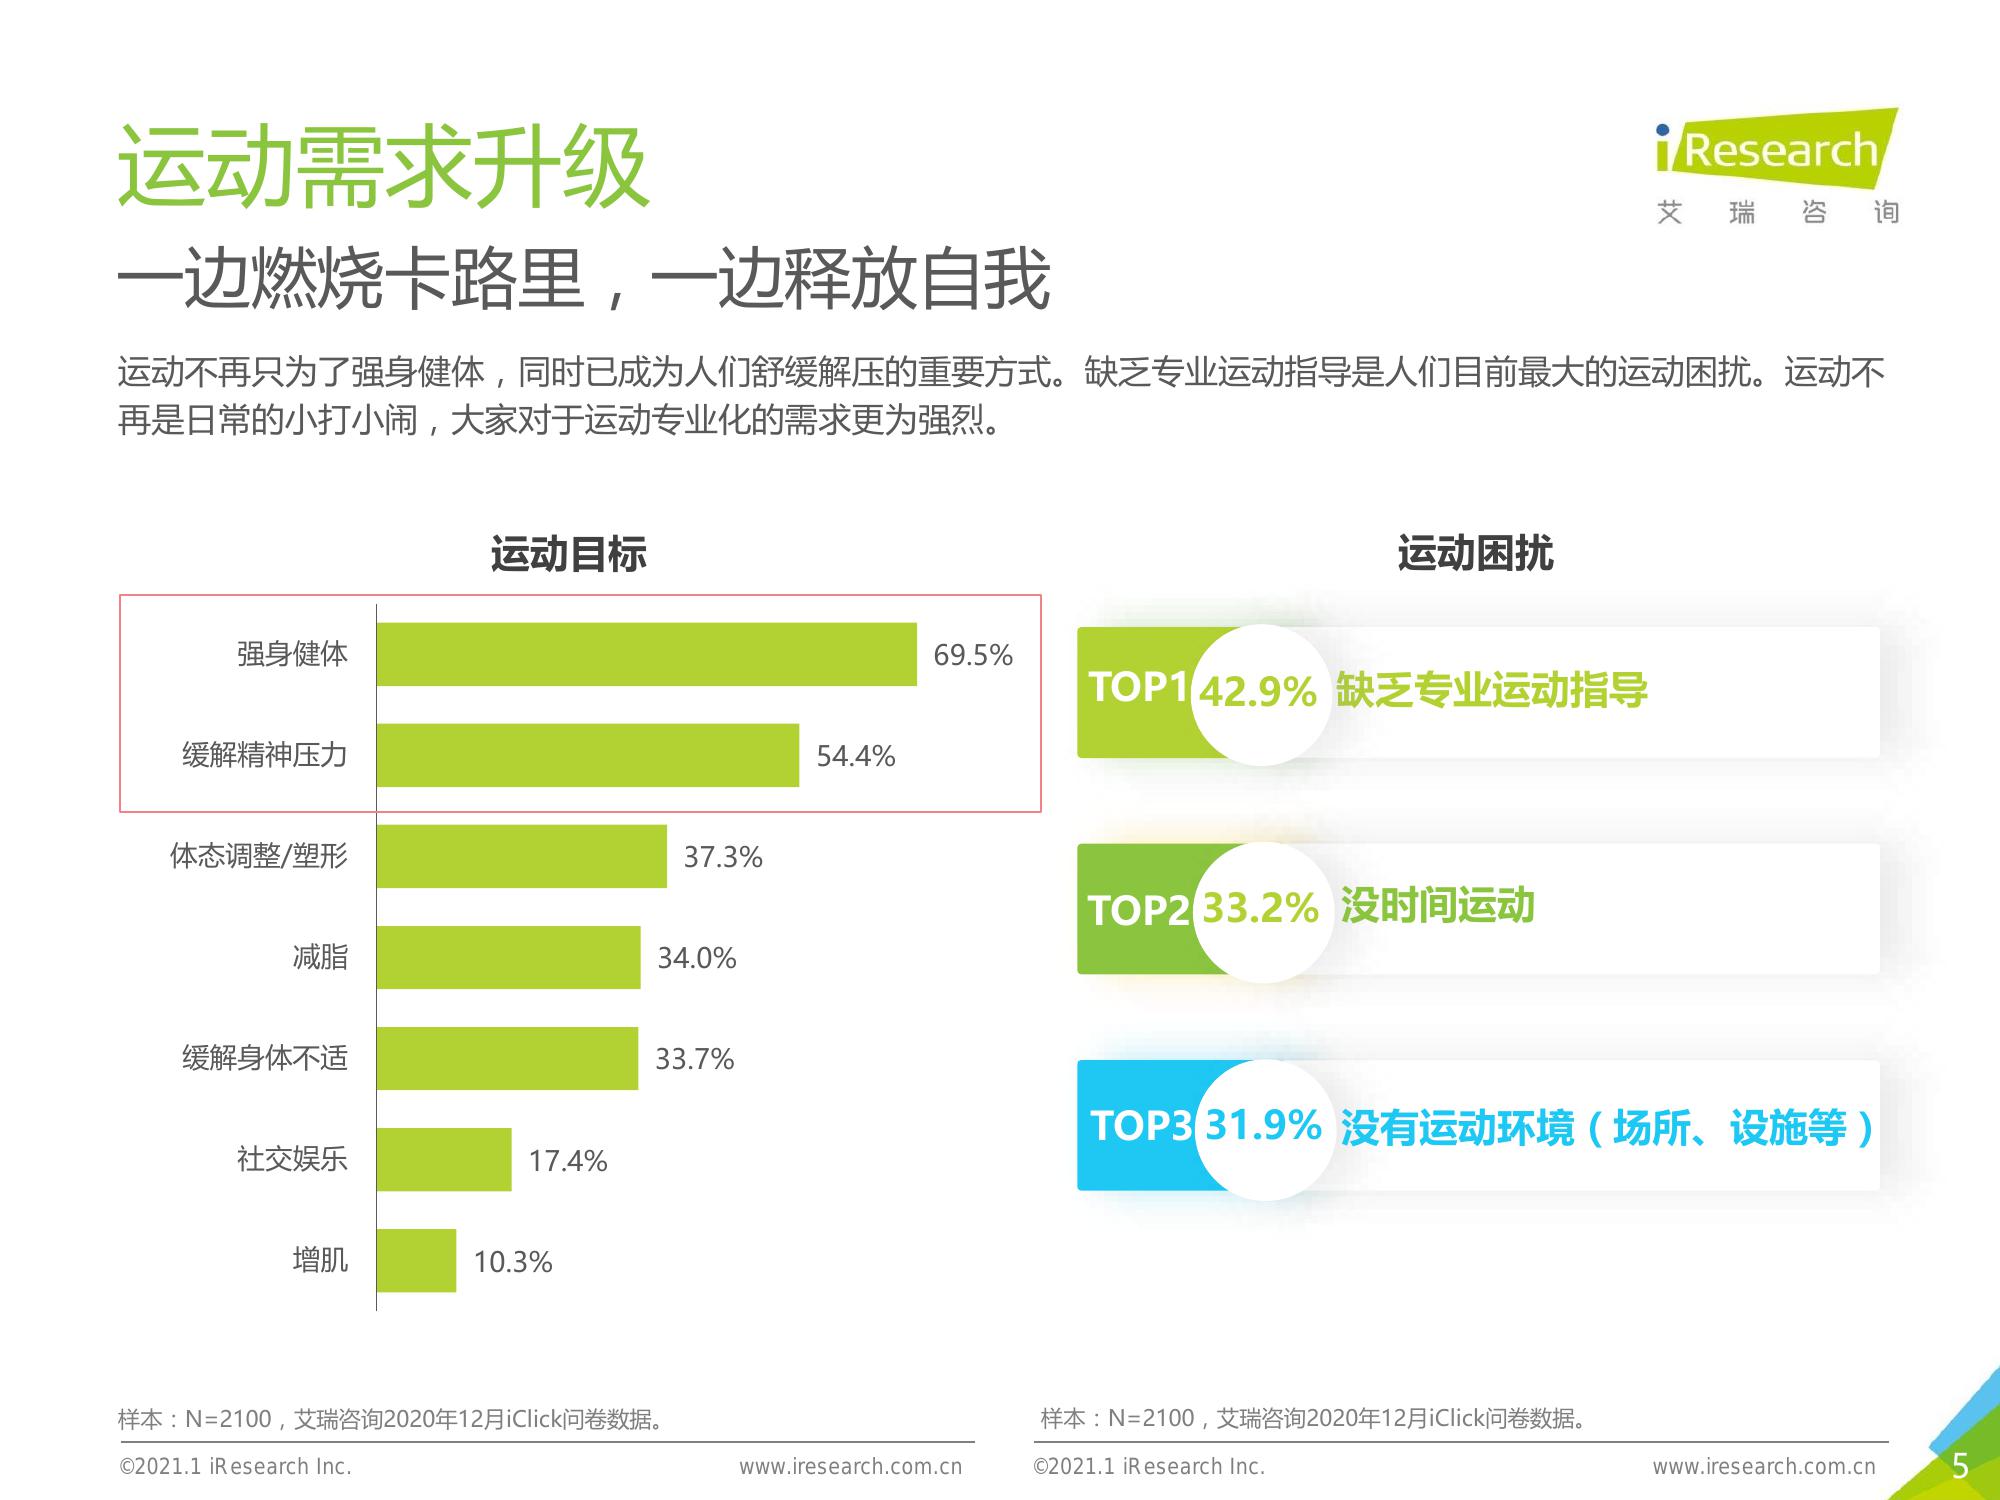 运动需求升级
iResearch
艾瑞咨询
一边燃烧卡路里，一边释放自我
运动不再只为了强身健体，同时已成为人们舒缓解压的重要方式。缺乏专业运动指导是人们目前最大的运动困扰。运动不
再是日常的小打小闹，大家对于运动专业化的需求更为强烈。
运动目标
强身健体 69.5%
缓解精神压力 54.4%
体态调整/塑形 37.3%
减脂 34.0%
缓解身体不适 33.7%
社交娱乐 17.4%
增肌 10.3%
运动困扰
TOP1 42.9% 缺乏专业运动指导
TOP2 33.2% 没时间运动
TOP3 31.9% 没有运动环境（场所、设施等）
样本：N=2100，艾瑞咨询2020年12月iClick问卷数据。
样本：N=2100，艾瑞咨询2020年12月iClick问卷数据。
©2021.1 iResearch Inc. www.iresearch.com.cn
©2021.1 iResearch Inc. www.iresearch.com.cn
5